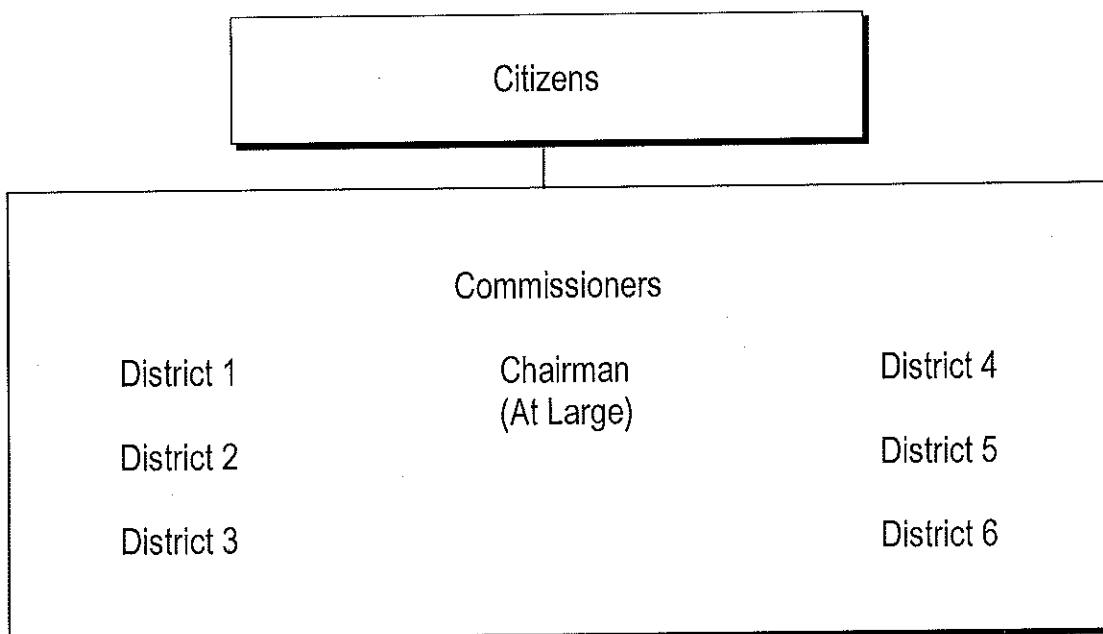 Citizens
Commissioners
District 1
Chairman
(At Large)
District 4
District 2
District 5
District 3
District 6